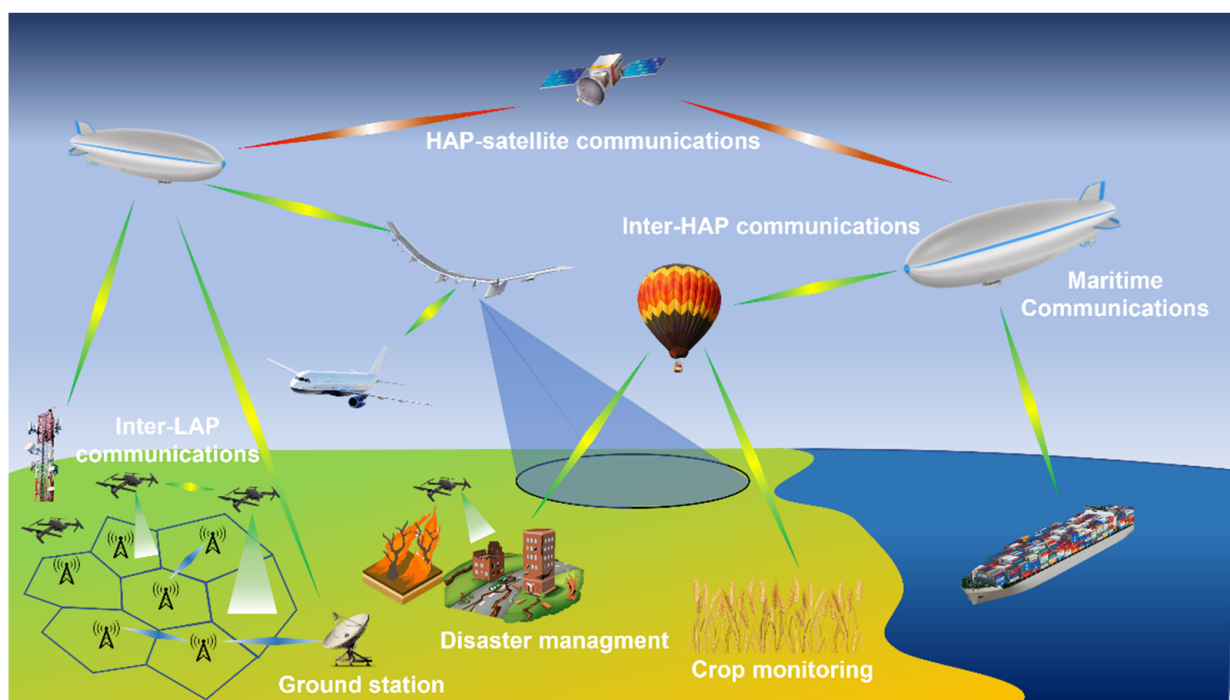 HAP-satellite communications
Inter-HAP communications
Maritime
Communications
Inter-LAP
communications
Disaster managment
Crop monitoring
Ground station